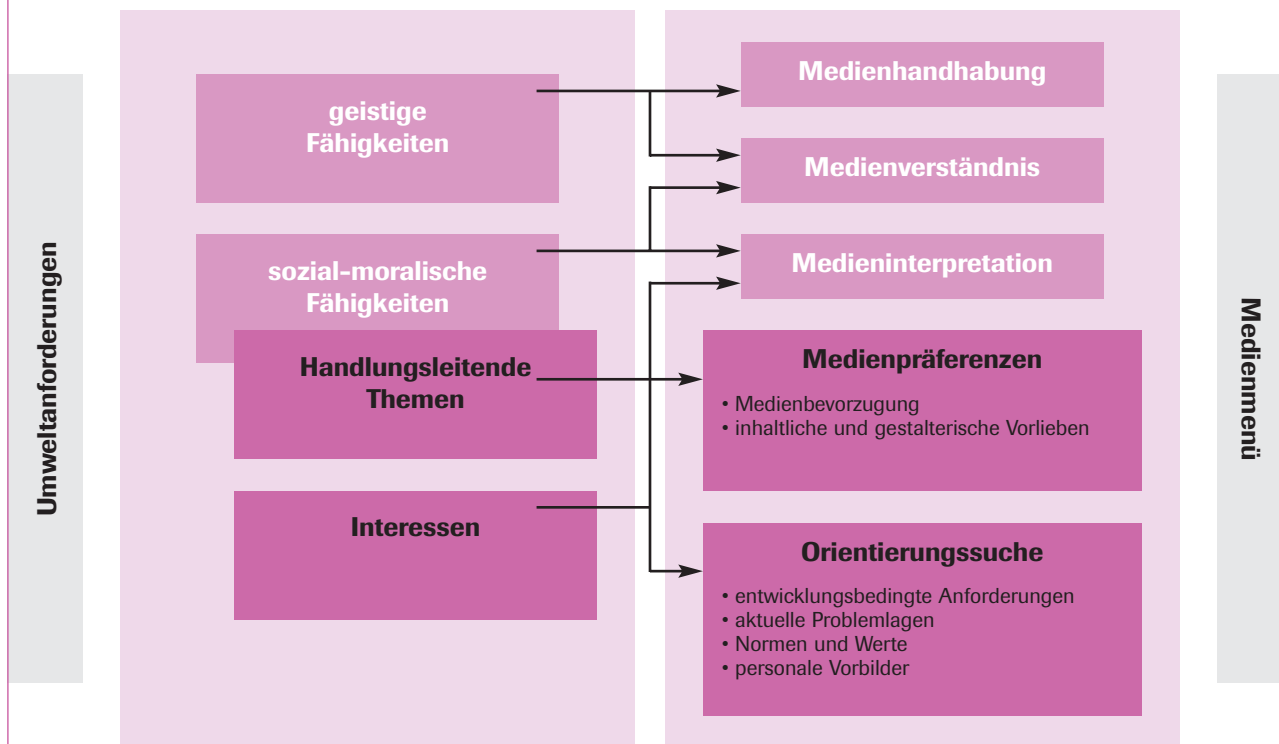 Umweltanforderungen
geistige
Fähigkeiten
sozial-moralische
Fähigkeiten
Handlungsleitende
Themen
Interessen
Medienhandhabung
Medienverständnis
Medieninterpretation
Medienpräferenzen
• Medienbevorzugung
• inhaltliche und gestalterische Vorlieben
Orientierungssuche
• entwicklungsbedingte Anforderungen
• aktuelle Problemlagen
• Normen und Werte
• personale Vorbilder
Medienmenü